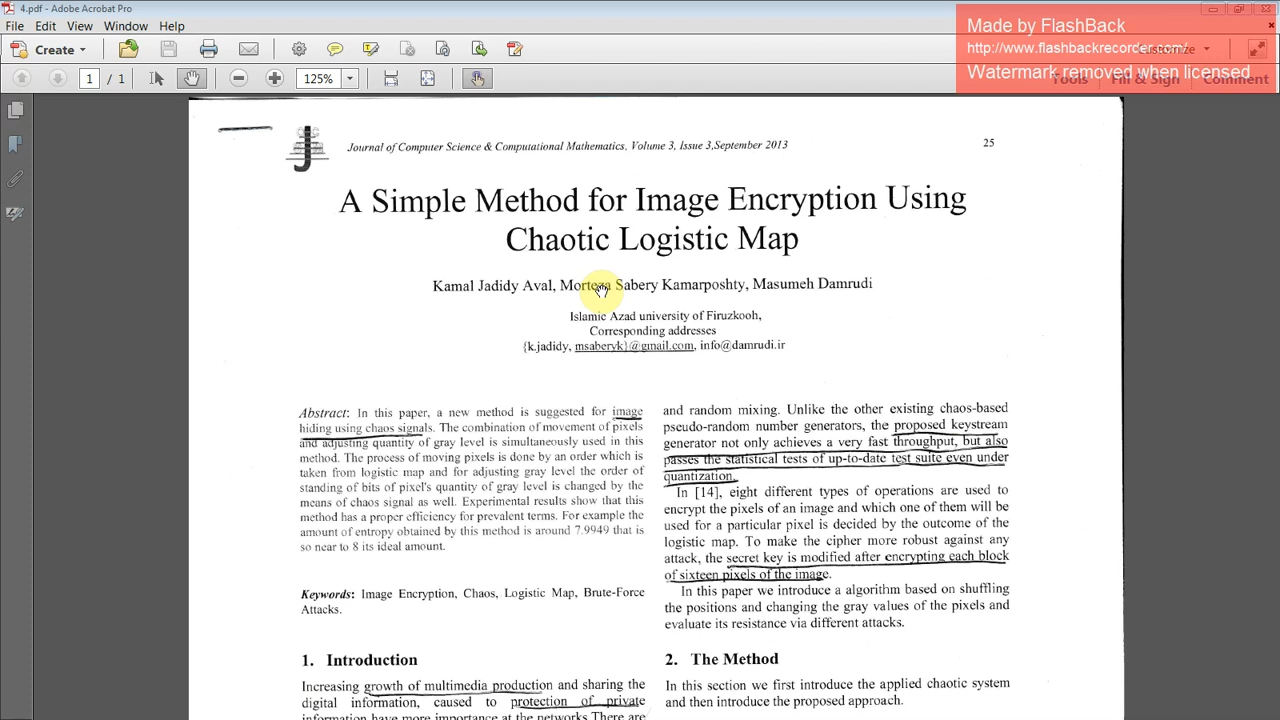 4.pdf - Adobe Acrobat Pro
File Edit View Window Help
Made by FlashBack
http://www.flashbackrecorder.com/
Watermark removed when licensed
Create
Customize
1 / 1
125%
Tools Fill & Sign Comment
Journal of Computer Science & Computational Mathematics, Volume 3, Issue 3,September 2013
25
A Simple Method for Image Encryption Using
Chaotic Logistic Map
Kamal Jadidy Aval, Morteza Sabery Kamarposhty, Masumeh Damrudi
Islamic Azad university of Firuzkooh,
Corresponding addresses
{k.jadidy, msaberyk}@gmail.com, info@damrudi.ir
Abstract: In this paper, a new method is suggested for image
hiding using chaos signals. The combination of movement of pixels
and adjusting quantity of gray level is simultaneously used in this
method. The process of moving pixels is done by an order which is
taken from logistic map and for adjusting gray level the order of
standing of bits of pixel's quantity of gray level is changed by the
means of chaos signal as well. Experimental results show that this
method has a proper efficiency for prevalent terms. For example the
amount of entropy obtained by this method is around 7.9949 that is
so near to 8 its ideal amount.
Keywords: Image Encryption, Chaos, Logistic Map, Brute-Force
Attacks.
1. Introduction
Increasing growth of multimedia production and sharing the
digital information, caused to protection of private
information have more importance at the networks There are
and random mixing. Unlike the other existing chaos-based
pseudo-random number generators, the proposed keystream
generator not only achieves a very fast throughput, but also
passes the statistical tests of up-to-date test suite even under
quantization.
In [14], eight different types of operations are used to
encrypt the pixels of an image and which one of them will be
used for a particular pixel is decided by the outcome of the
logistic map. To make the cipher more robust against any
attack, the secret key is modified after encrypting each block
of sixteen pixels of the image.
In this paper we introduce a algorithm based on shuffling
the positions and changing the gray values of the pixels and
evaluate its resistance via different attacks.
2. The Method
In this section we first introduce the applied chaotic system
and then introduce the proposed approach.